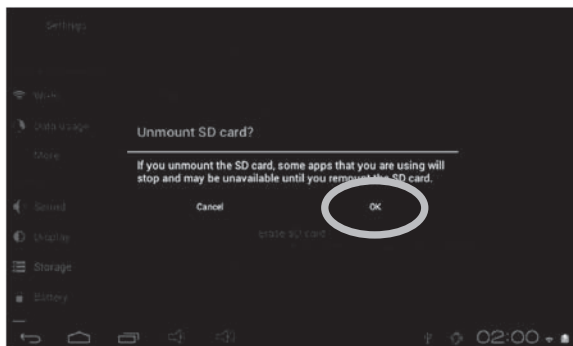 Settings
Data usage
More
Unmount SD card?
If you unmount the SD card, some apps that you are using will
stop and may be unavailable until you remount the SD card.
Cancel
OK
Sound
Erase SD card
Display
Storage
Battery
02:00